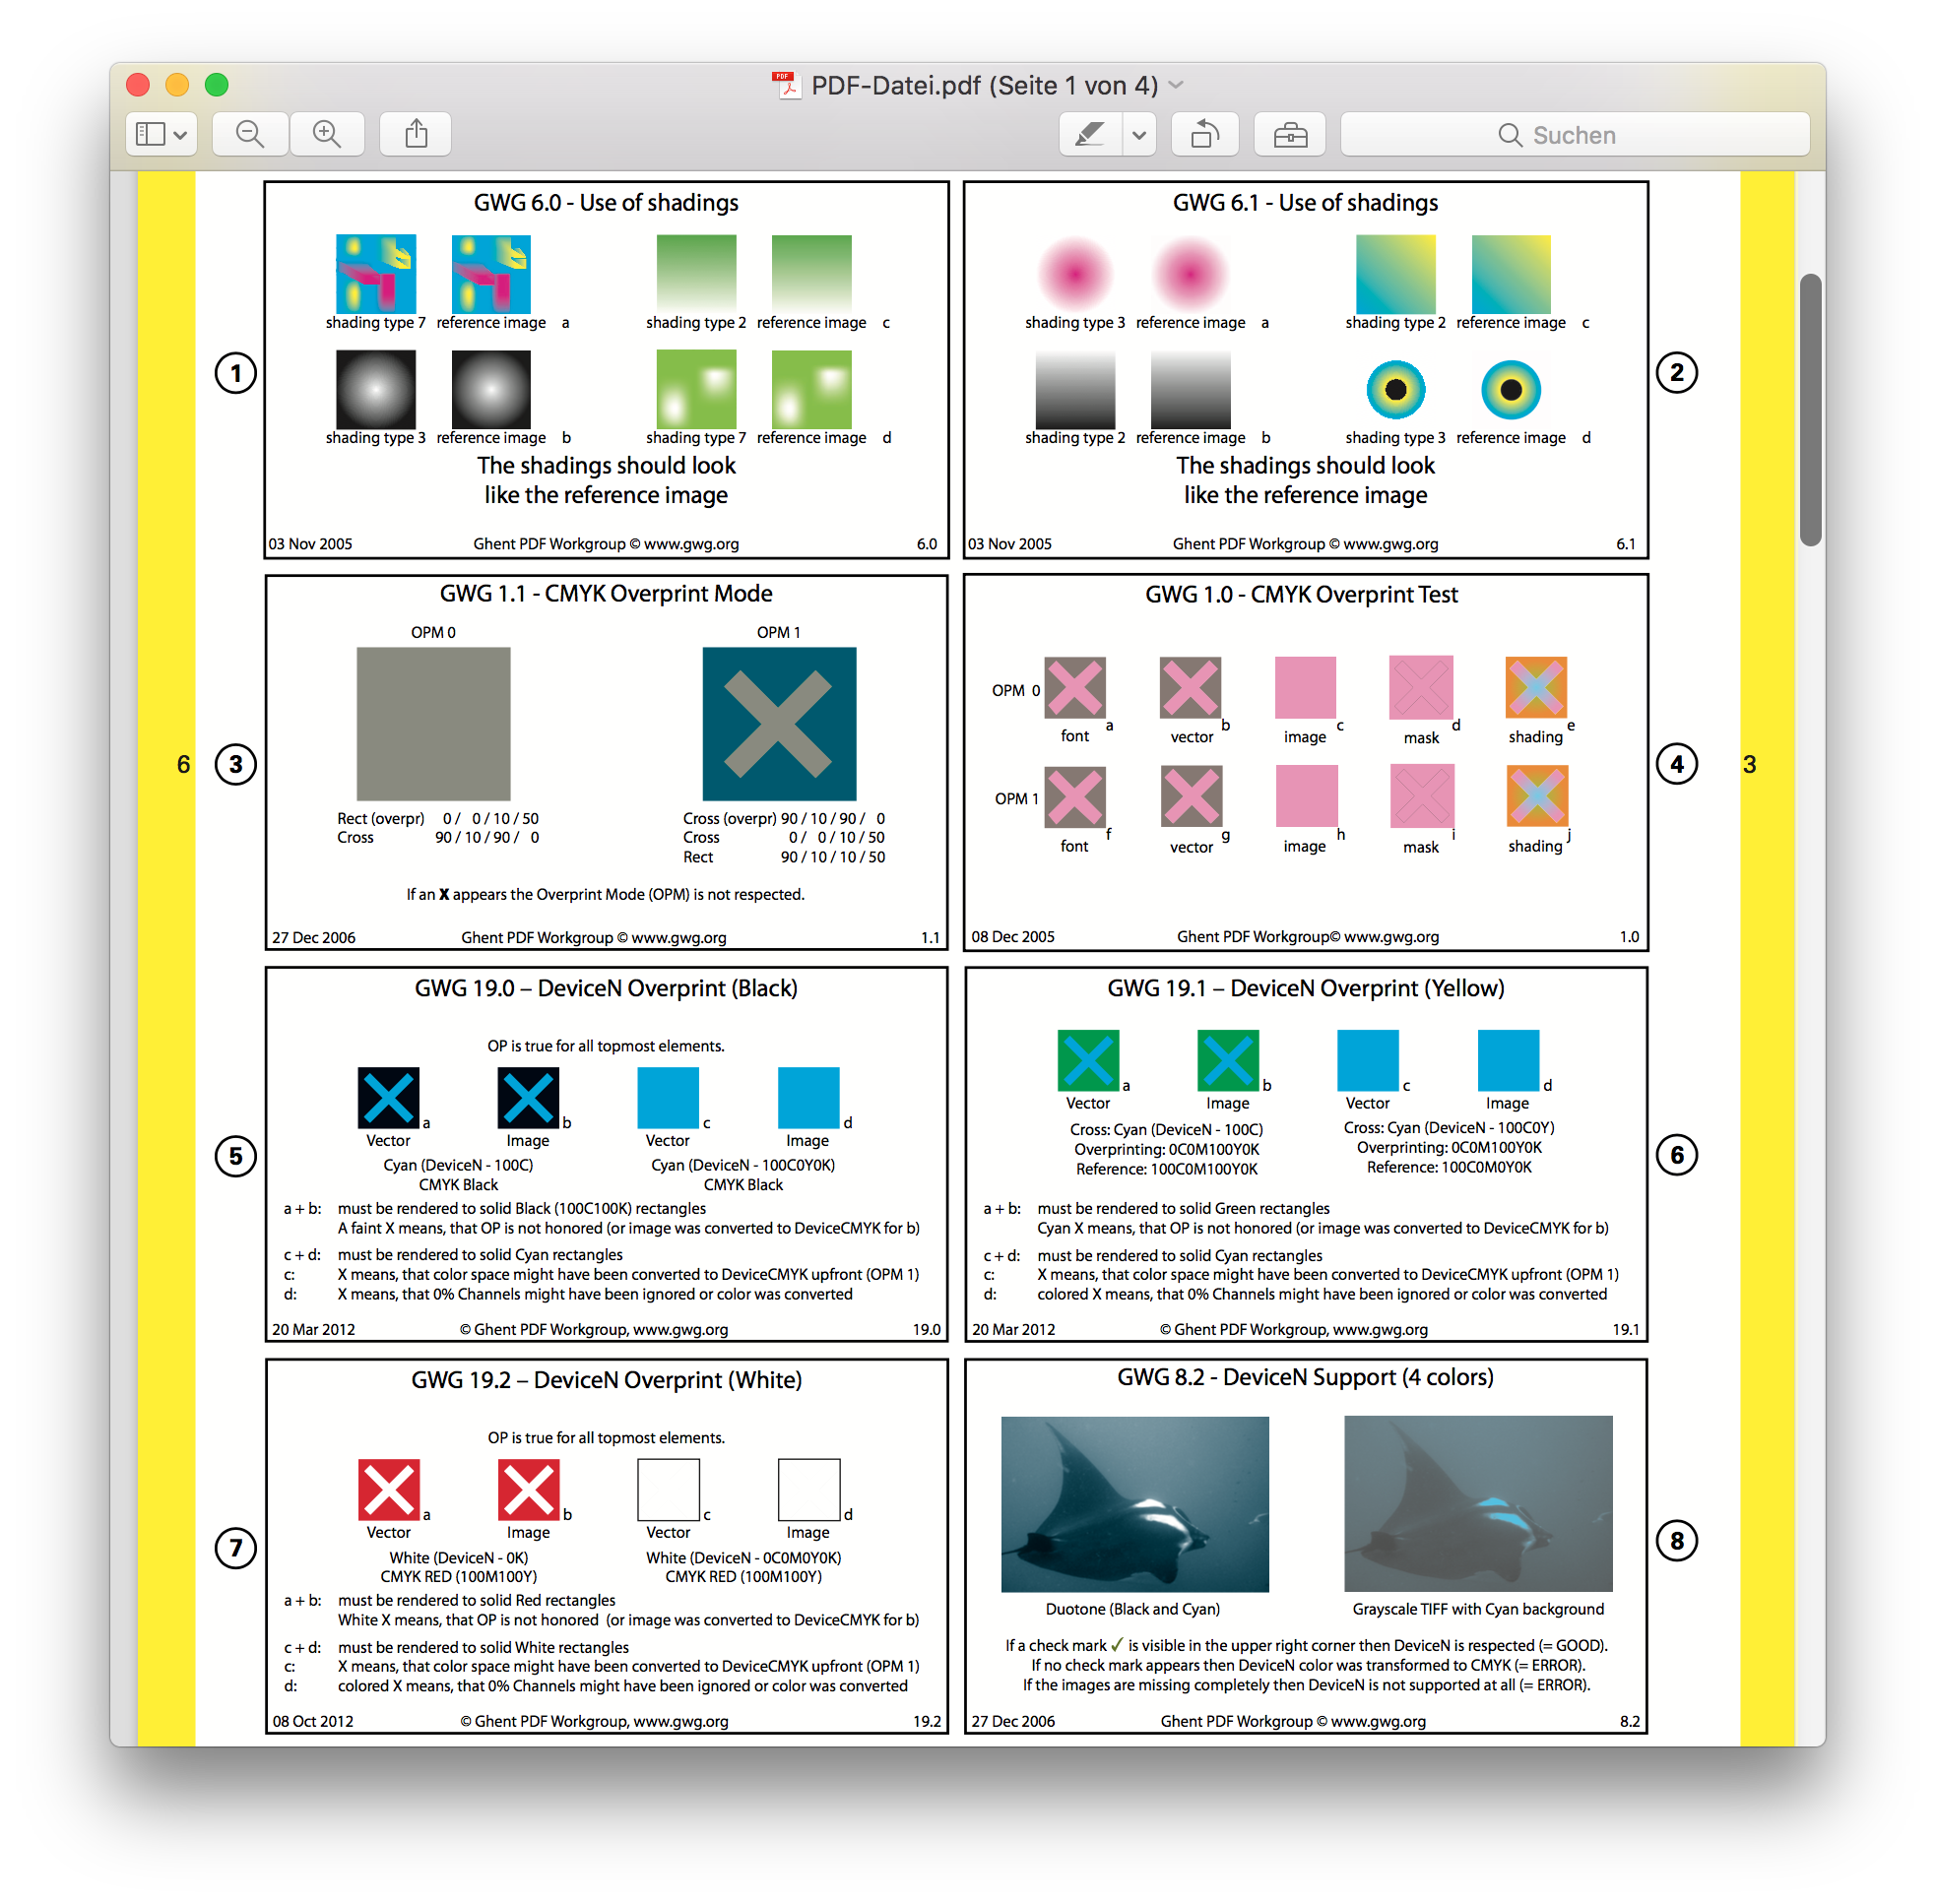 PDF-Datei.pdf (Seite 1 von 4)
Suchen
GWG 6.0 - Use of shadings
shading type 7 reference image a
shading type 2 reference image c
shading type 3 reference image b
shading type 7 reference image d
The shadings should look
like the reference image
03 Nov 2005 Ghent PDF Workgroup © www.gwg.org 6.0
1
GWG 6.1 - Use of shadings
shading type 3 reference image a
shading type 2 reference image c
shading type 2 reference image b
shading type 3 reference image d
The shadings should look
like the reference image
03 Nov 2005 Ghent PDF Workgroup © www.gwg.org 6.1
2
6
3
GWG 1.1 - CMYK Overprint Mode
OPM 0
OPM 1
Rect (overpr) 0 / 0 / 10 / 50
Cross 90 / 10 / 90 / 0
Cross (overpr) 90 / 10 / 90 / 0
Cross 0 / 0 / 10 / 50
Rect 90 / 10 / 10 / 50
If an X appears the Overprint Mode (OPM) is not respected.
27 Dec 2006 Ghent PDF Workgroup © www.gwg.org 1.1
GWG 1.0 - CMYK Overprint Test
OPM 0
a b c d e
font vector image mask shading
OPM 1
f g h i j
font vector image mask shading
08 Dec 2005 Ghent PDF Workgroup© www.gwg.org 1.0
4
3
5
GWG 19.0 – DeviceN Overprint (Black)
OP is true for all topmost elements.
a b c d
Vector Image Vector Image
Cyan (DeviceN - 100C)
CMYK Black
Cyan (DeviceN - 100C0Y0K)
CMYK Black
a + b: must be rendered to solid Black (100C100K) rectangles
A faint X means, that OP is not honored (or image was converted to DeviceCMYK for b)
c + d: must be rendered to solid Cyan rectangles
c: X means, that color space might have been converted to DeviceCMYK upfront (OPM 1)
d: X means, that 0% Channels might have been ignored or color was converted
20 Mar 2012 © Ghent PDF Workgroup, www.gwg.org 19.0
GWG 19.1 – DeviceN Overprint (Yellow)
a b c d
Vector Image Vector Image
Cross: Cyan (DeviceN - 100C)
Overprinting: 0C0M100Y0K
Reference: 100C0M100Y0K
Cross: Cyan (DeviceN - 100C0Y)
Overprinting: 0C0M100Y0K
Reference: 100C0M0Y0K
a + b: must be rendered to solid Green rectangles
Cyan X means, that OP is not honored (or image was converted to DeviceCMYK for b)
c + d: must be rendered to solid Cyan rectangles
c: X means, that color space might have been converted to DeviceCMYK upfront (OPM 1)
d: colored X means, that 0% Channels might have been ignored or color was converted
20 Mar 2012 © Ghent PDF Workgroup, www.gwg.org 19.1
6
7
GWG 19.2 – DeviceN Overprint (White)
OP is true for all topmost elements.
a b c d
Vector Image Vector Image
White (DeviceN - 0K)
CMYK RED (100M100Y)
White (DeviceN - 0C0M0Y0K)
CMYK RED (100M100Y)
a + b: must be rendered to solid Red rectangles
White X means, that OP is not honored (or image was converted to DeviceCMYK for b)
c + d: must be rendered to solid White rectangles
c: X means, that color space might have been converted to DeviceCMYK upfront (OPM 1)
d: colored X means, that 0% Channels might have been ignored or color was converted
08 Oct 2012 © Ghent PDF Workgroup, www.gwg.org 19.2
GWG 8.2 - DeviceN Support (4 colors)
Duotone (Black and Cyan)
Grayscale TIFF with Cyan background
If a check mark ✓ is visible in the upper right corner then DeviceN is respected (= GOOD).
If no check mark appears then DeviceN color was transformed to CMYK (= ERROR).
If the images are missing completely then DeviceN is not supported at all (= ERROR).
27 Dec 2006 Ghent PDF Workgroup © www.gwg.org 8.2
8